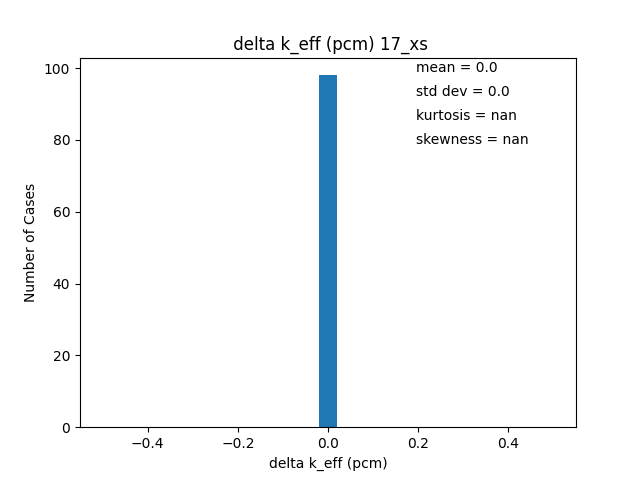 delta k_eff (pcm) 17_xs
mean = 0.0
std dev = 0.0
kurtosis = nan
skewness = nan
100
80
60
40
20
0
Number of Cases
−0.4
−0.2
0.0
0.2
0.4
delta k_eff (pcm)